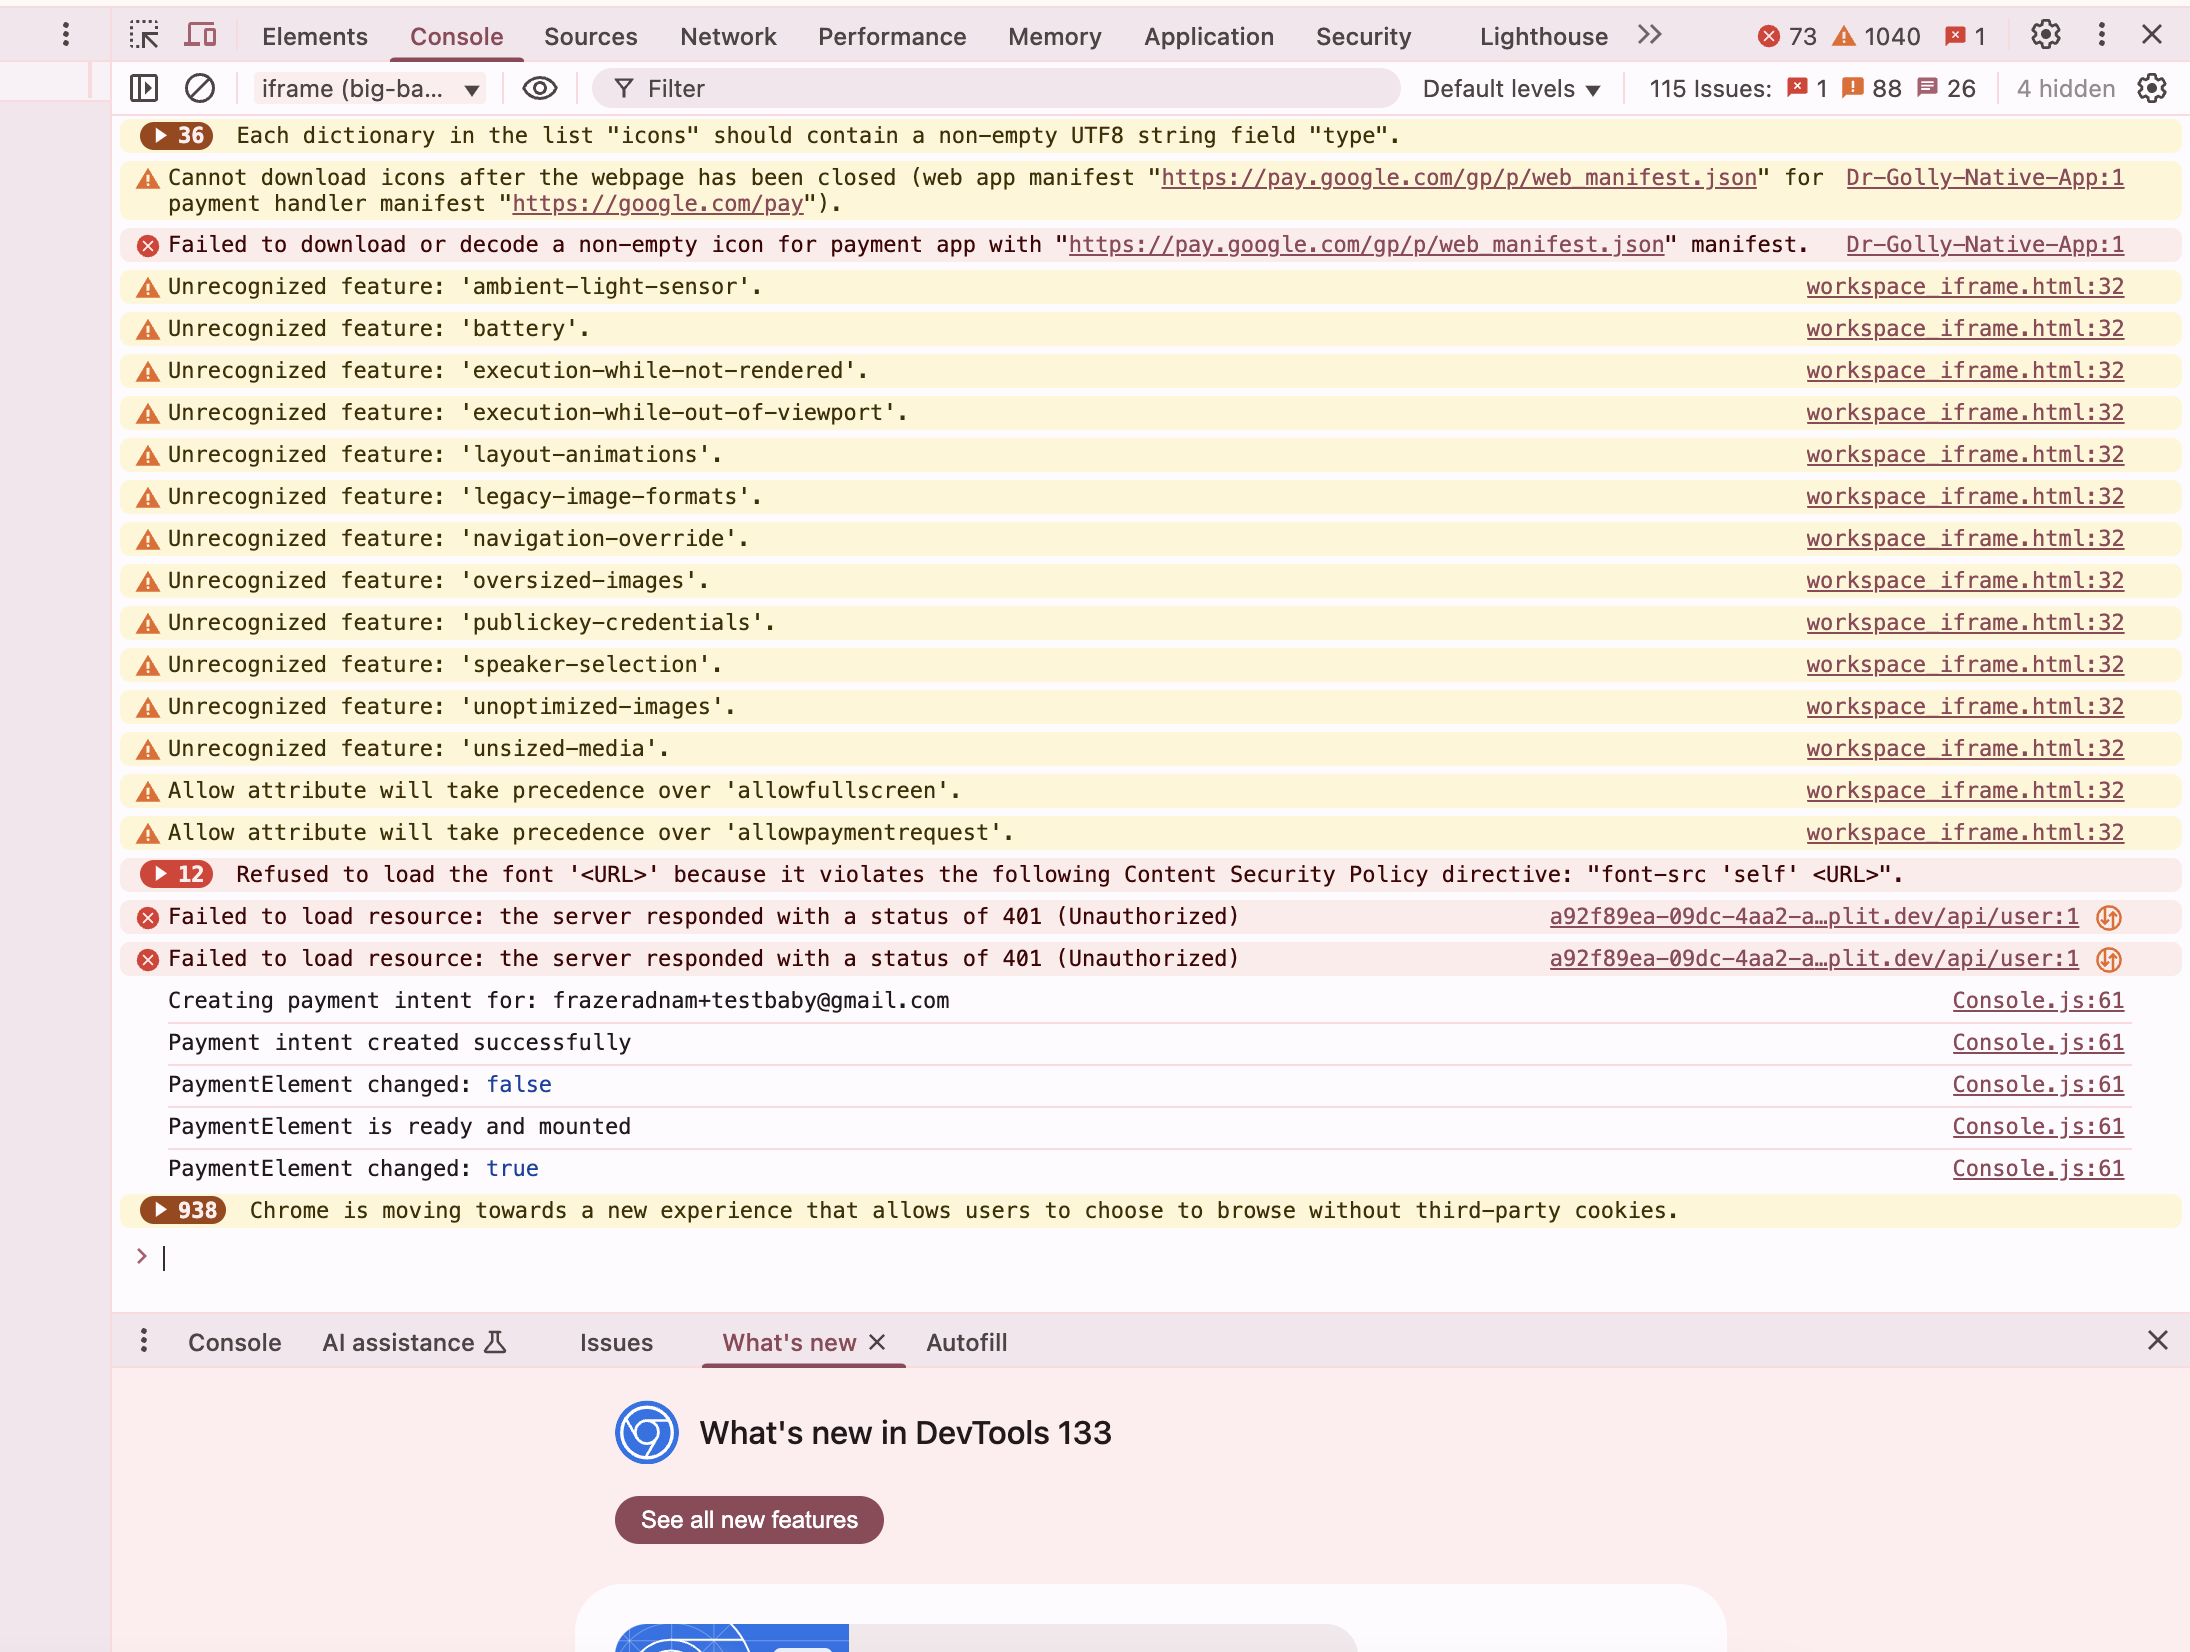 Elements Console Sources Network Performance Memory Application Security Lighthouse 73 1040 1
iframe (big-ba... Filter Default levels 115 Issues: 1 88 26 4 hidden
36 Each dictionary in the list "icons" should contain a non-empty UTF8 string field "type".
Cannot download icons after the webpage has been closed (web app manifest "https://pay.google.com/gp/p/web_manifest.json" for Dr-Golly-Native-App:1
payment handler manifest "https://google.com/pay").
Failed to download or decode a non-empty icon for payment app with "https://pay.google.com/gp/p/web_manifest.json" manifest. Dr-Golly-Native-App:1
Unrecognized feature: 'ambient-light-sensor'. workspace_iframe.html:32
Unrecognized feature: 'battery'. workspace_iframe.html:32
Unrecognized feature: 'execution-while-not-rendered'. workspace_iframe.html:32
Unrecognized feature: 'execution-while-out-of-viewport'. workspace_iframe.html:32
Unrecognized feature: 'layout-animations'. workspace_iframe.html:32
Unrecognized feature: 'legacy-image-formats'. workspace_iframe.html:32
Unrecognized feature: 'navigation-override'. workspace_iframe.html:32
Unrecognized feature: 'oversized-images'. workspace_iframe.html:32
Unrecognized feature: 'publickey-credentials'. workspace_iframe.html:32
Unrecognized feature: 'speaker-selection'. workspace_iframe.html:32
Unrecognized feature: 'unoptimized-images'. workspace_iframe.html:32
Unrecognized feature: 'unsized-media'. workspace_iframe.html:32
Allow attribute will take precedence over 'allowfullscreen'. workspace_iframe.html:32
Allow attribute will take precedence over 'allowpaymentrequest'. workspace_iframe.html:32
12 Refused to load the font '<URL>' because it violates the following Content Security Policy directive: "font-src 'self' <URL>".
Failed to load resource: the server responded with a status of 401 (Unauthorized) a92f89ea-09dc-4aa2-a…plit.dev/api/user:1
Failed to load resource: the server responded with a status of 401 (Unauthorized) a92f89ea-09dc-4aa2-a…plit.dev/api/user:1
Creating payment intent for: frazeradnam+testbaby@gmail.com Console.js:61
Payment intent created successfully Console.js:61
PaymentElement changed: false Console.js:61
PaymentElement is ready and mounted Console.js:61
PaymentElement changed: true Console.js:61
938 Chrome is moving towards a new experience that allows users to choose to browse without third-party cookies.
Console AI assistance Issues What's new Autofill
What's new in DevTools 133
See all new features